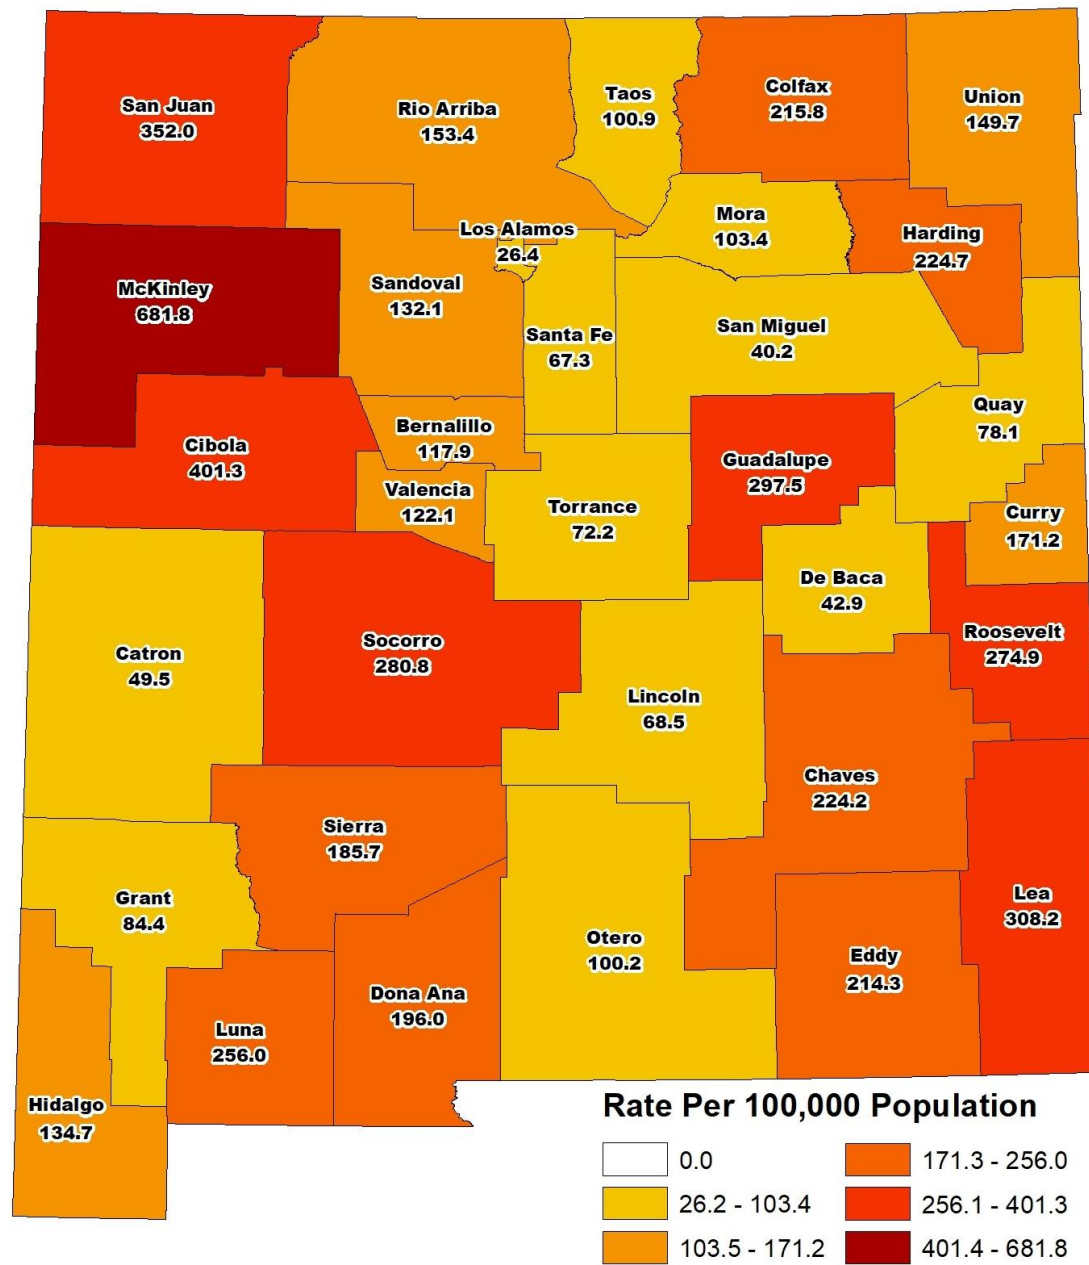 San Juan
352.0
Rio Arriba
153.4
Taos
100.9
Colfax
215.8
Union
149.7
Los Alamos
26.4
Mora
103.4
Harding
224.7
McKinley
681.8
Sandoval
132.1
Santa Fe
67.3
San Miguel
40.2
Quay
78.1
Cibola
401.3
Bernalillo
117.9
Guadalupe
297.5
Valencia
122.1
Torrance
72.2
Curry
171.2
De Baca
42.9
Catron
49.5
Socorro
280.8
Roosevelt
274.9
Lincoln
68.5
Chaves
224.2
Sierra
185.7
Grant
84.4
Otero
100.2
Lea
308.2
Eddy
214.3
Dona Ana
196.0
Luna
256.0
Hidalgo
134.7
Rate Per 100,000 Population
0.0
26.2 - 103.4
103.5 - 171.2
171.3 - 256.0
256.1 - 401.3
401.4 - 681.8